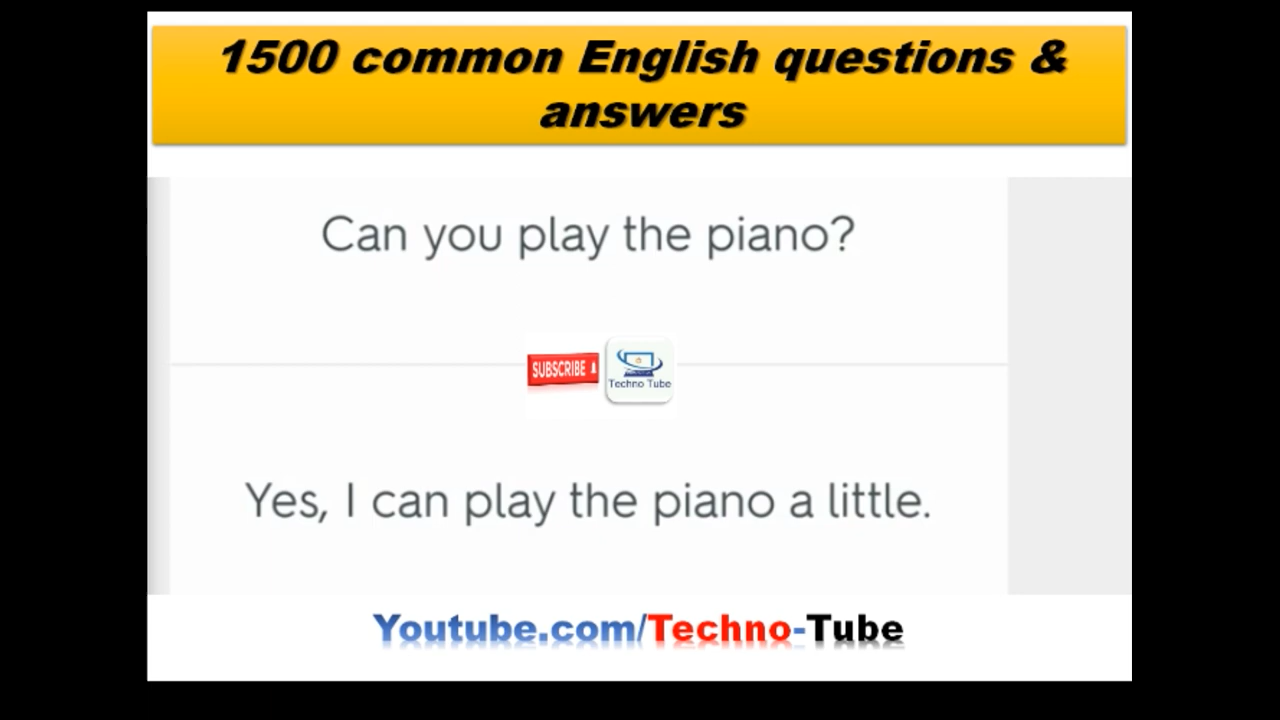 1500 common English questions &
answers
Can you play the piano?
SUBSCRIBE
Techno Tube
Yes, I can play the piano a little.
Youtube.com/Techno-Tube